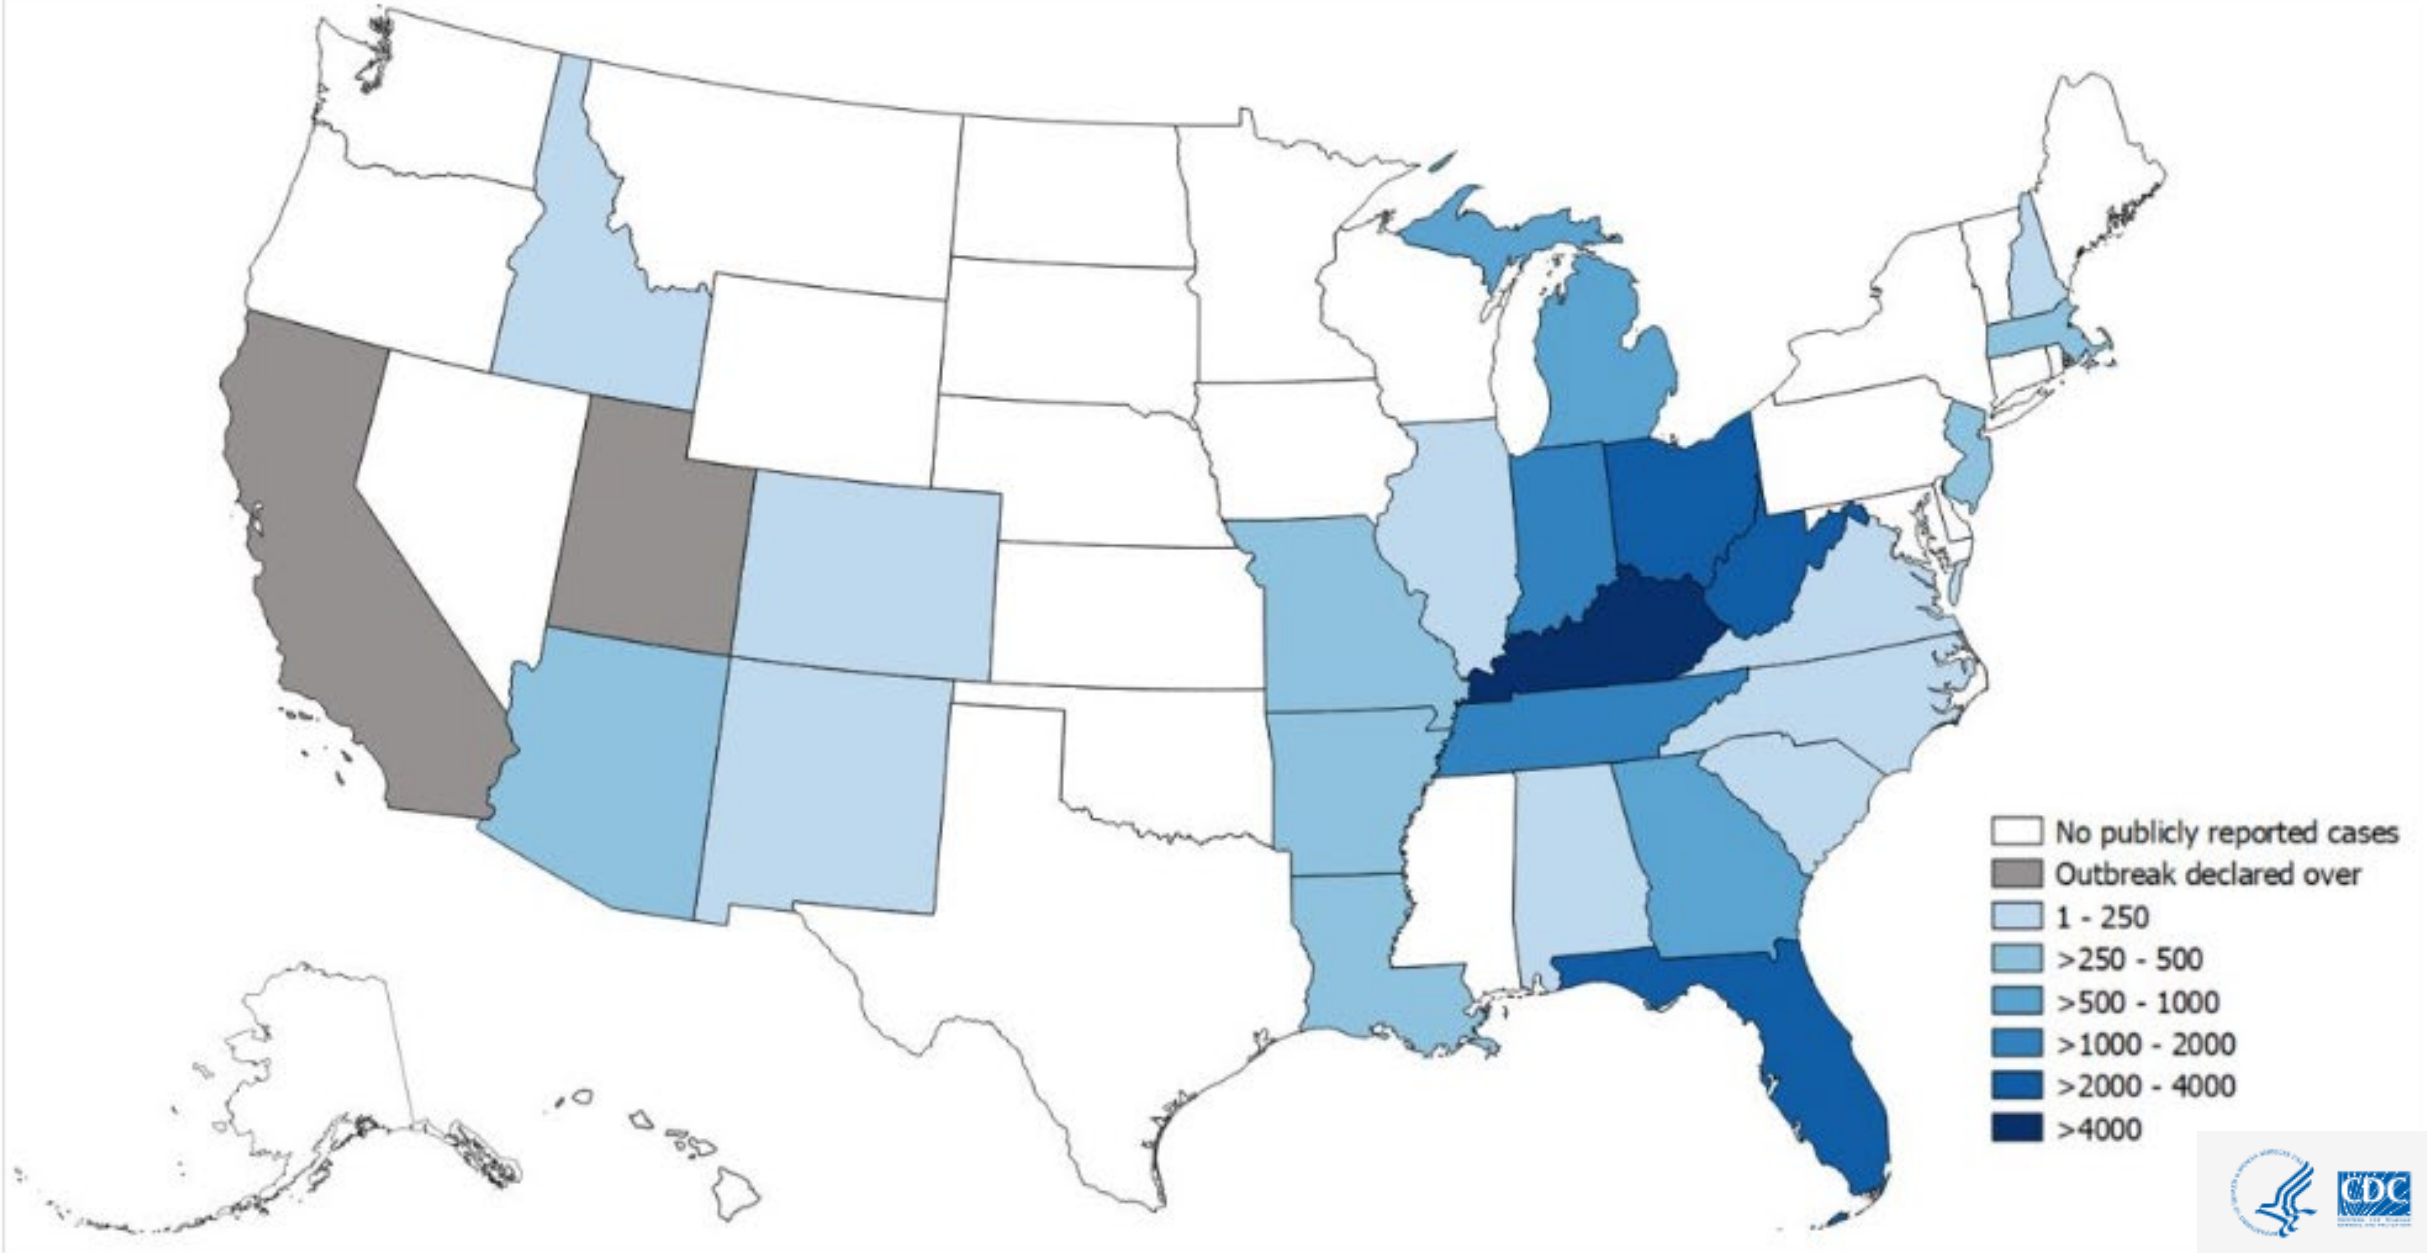 No publicly reported cases
Outbreak declared over
1 - 250
>250 - 500
>500 - 1000
>1000 - 2000
>2000 - 4000
>4000
CDC